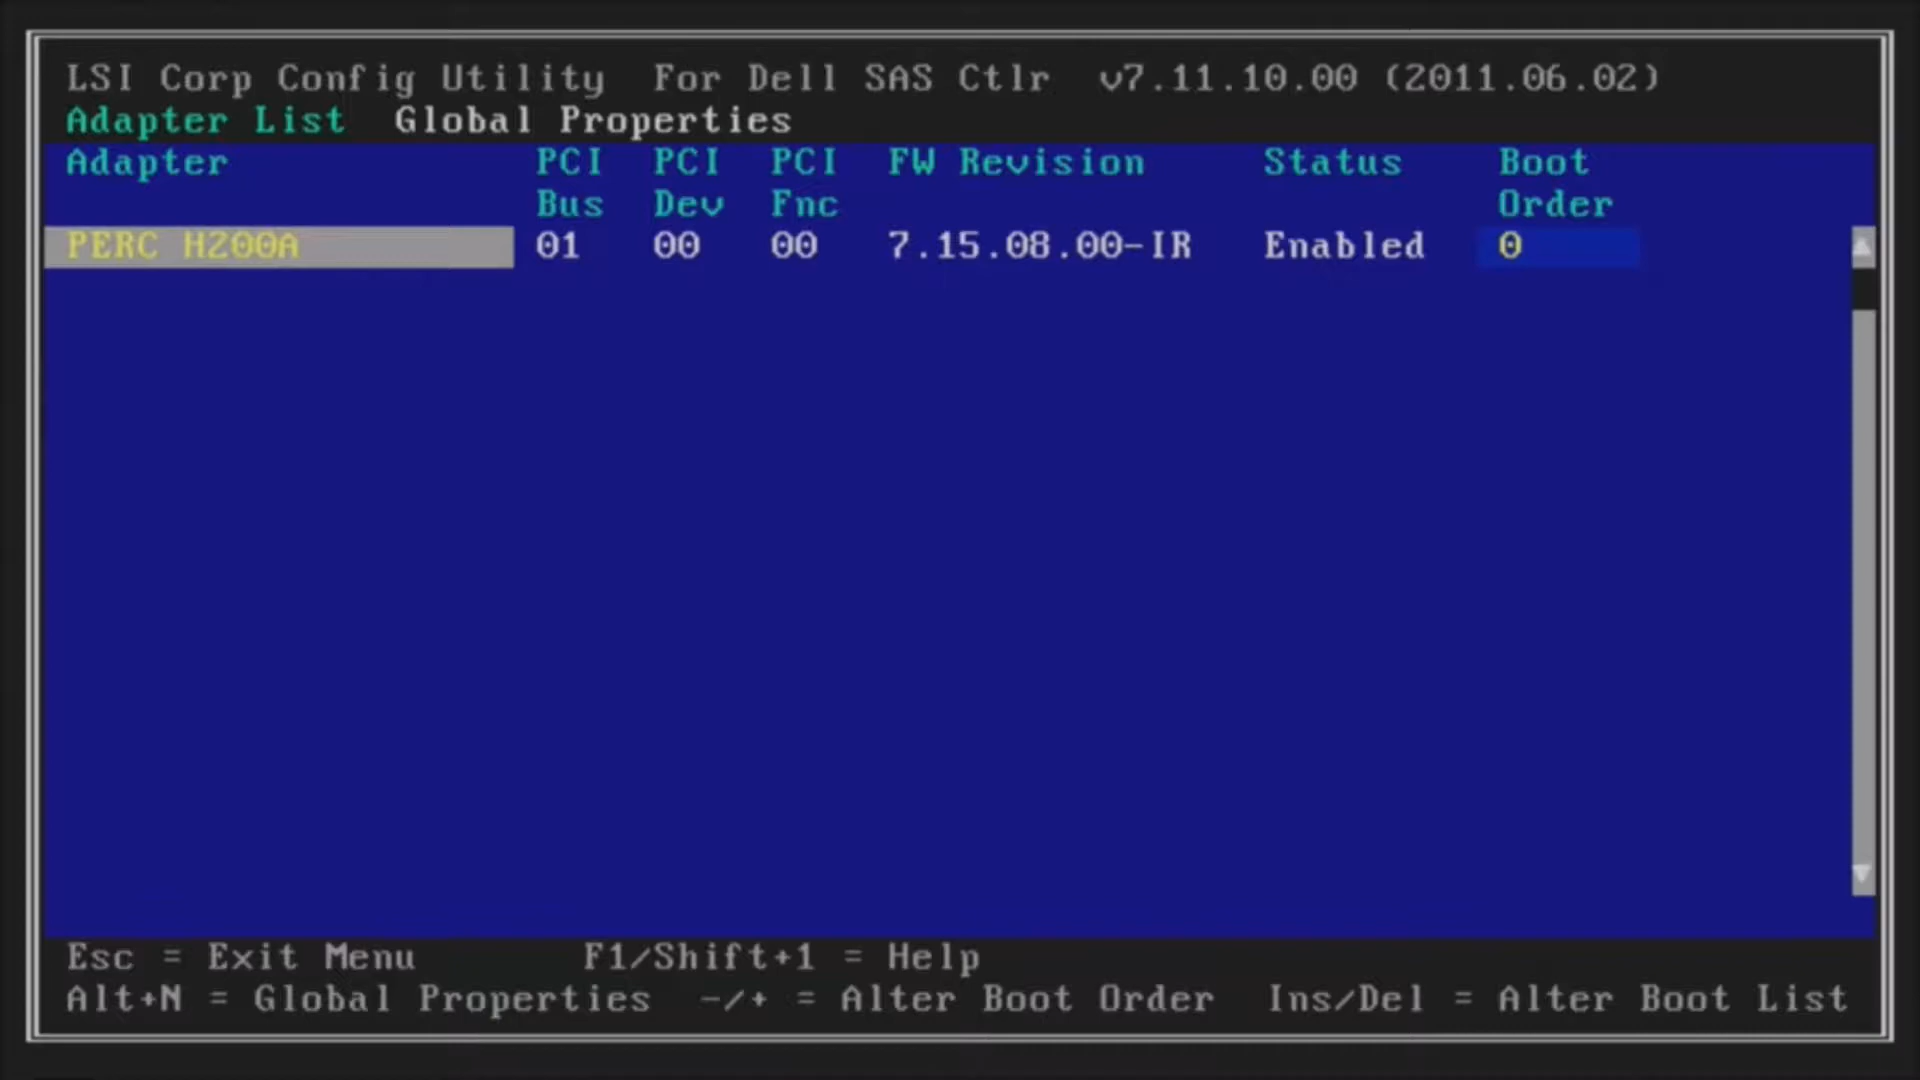 LSI Corp Config Utility  For Dell SAS Ctlr  v7.11.10.00 (2011.06.02)
Adapter List  Global Properties
Adapter  PCI  PCI  PCI  FW Revision  Status  Boot
Bus  Dev  Fnc  Order
PERC H200A  01  00  00  7.15.08.00-IR  Enabled  0
Esc = Exit Menu  F1/Shift+1 = Help
Alt+N = Global Properties  -/+ = Alter Boot Order  Ins/Del = Alter Boot List